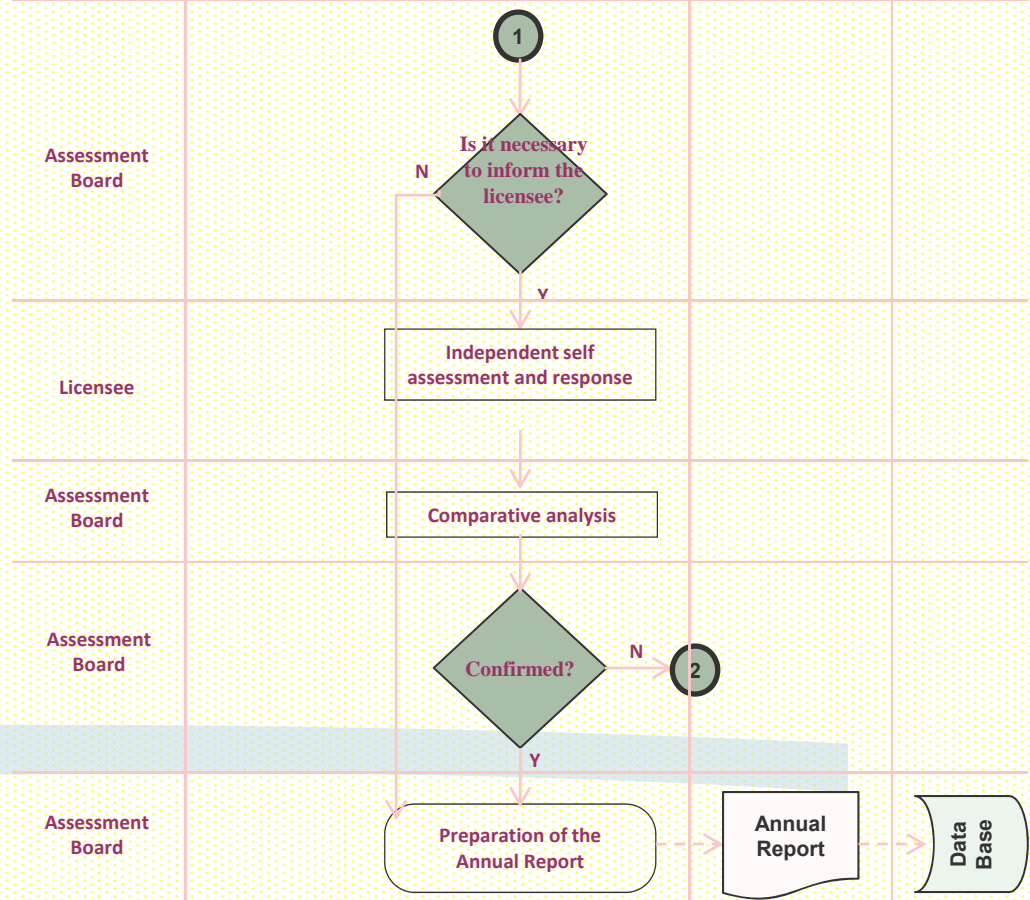 1
Assessment
Board
Is it necessary
to inform the
licensee?
N
Y
Licensee
Independent self
assessment and response
Assessment
Board
Comparative analysis
Assessment
Board
Confirmed?
N
2
Y
Assessment
Board
Preparation of the
Annual Report
Annual
Report
Data
Base